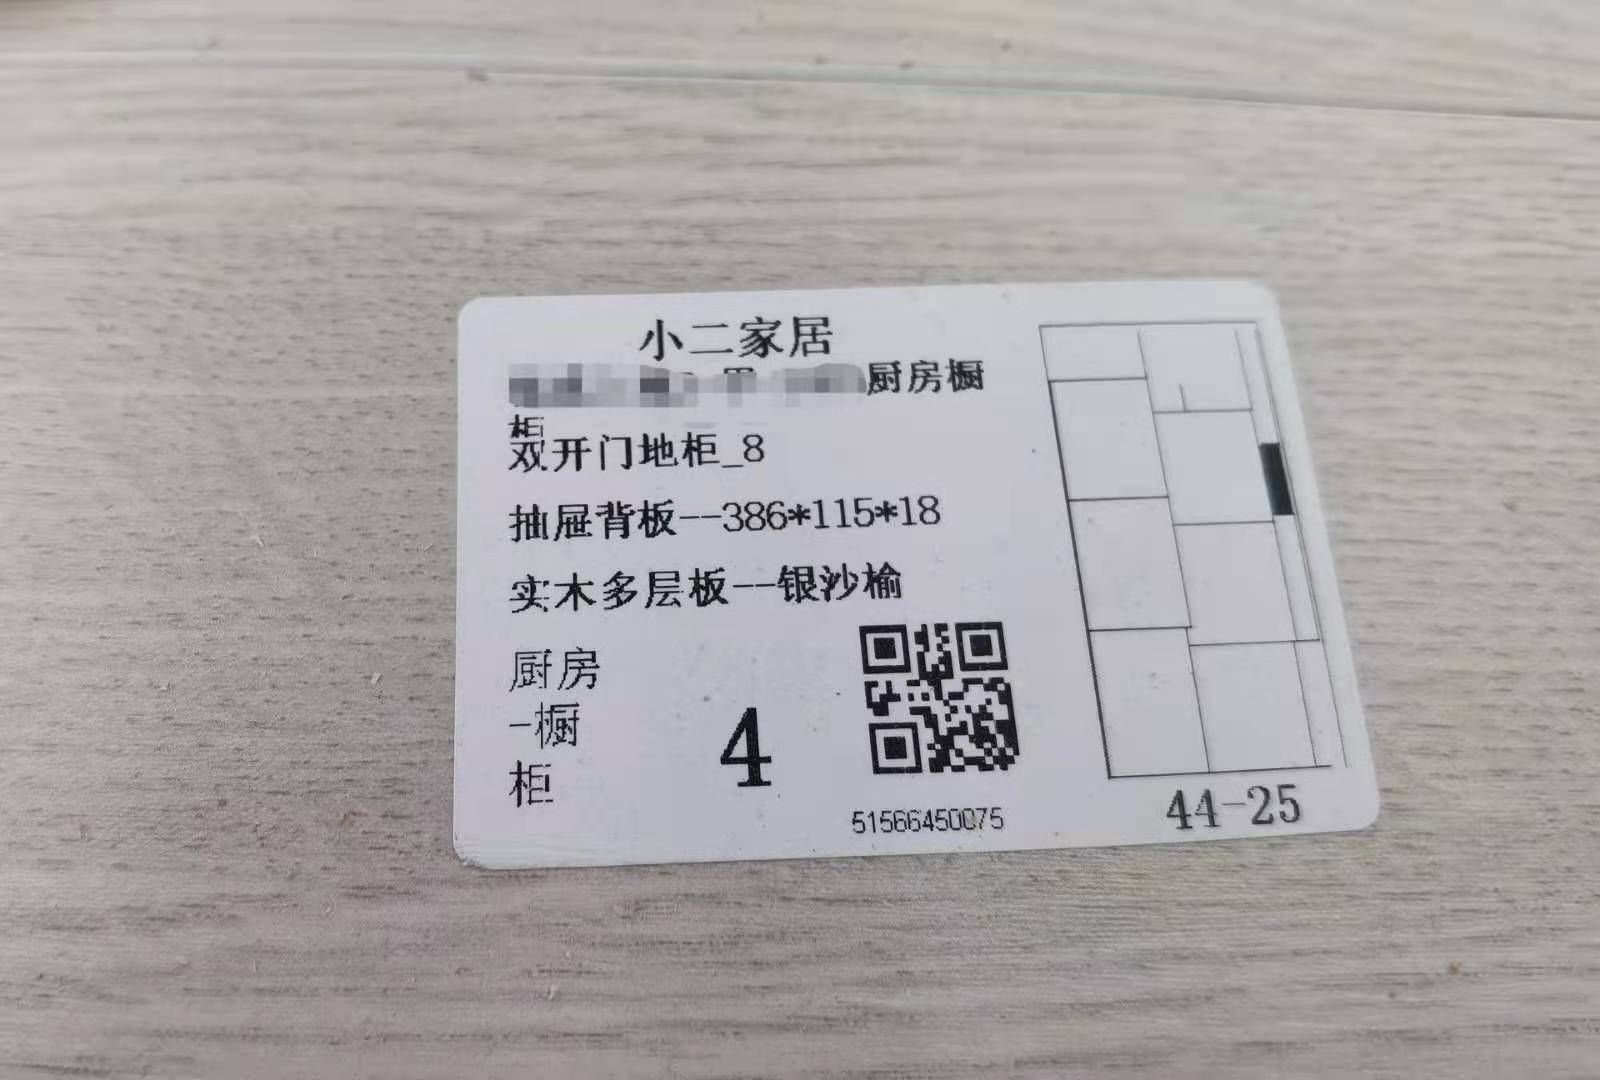 小二家居
厨房橱
柜
双开门地柜_8
抽屉背板--386*115*18
实木多层板--银沙榆
厨房
-橱
柜
4
51566450075
44-25